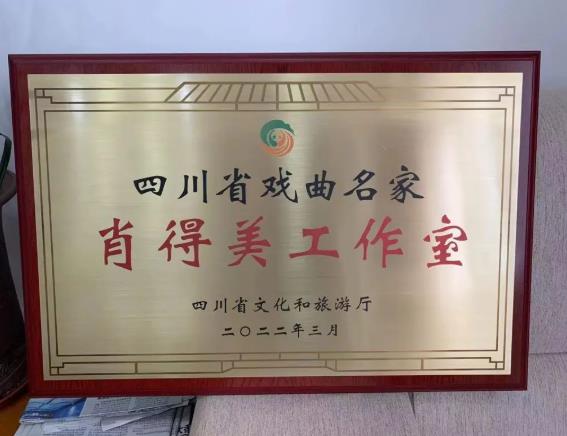 四川省戏曲名家
肖得美工作室
四川省文化和旅游厅
二〇二二年三月